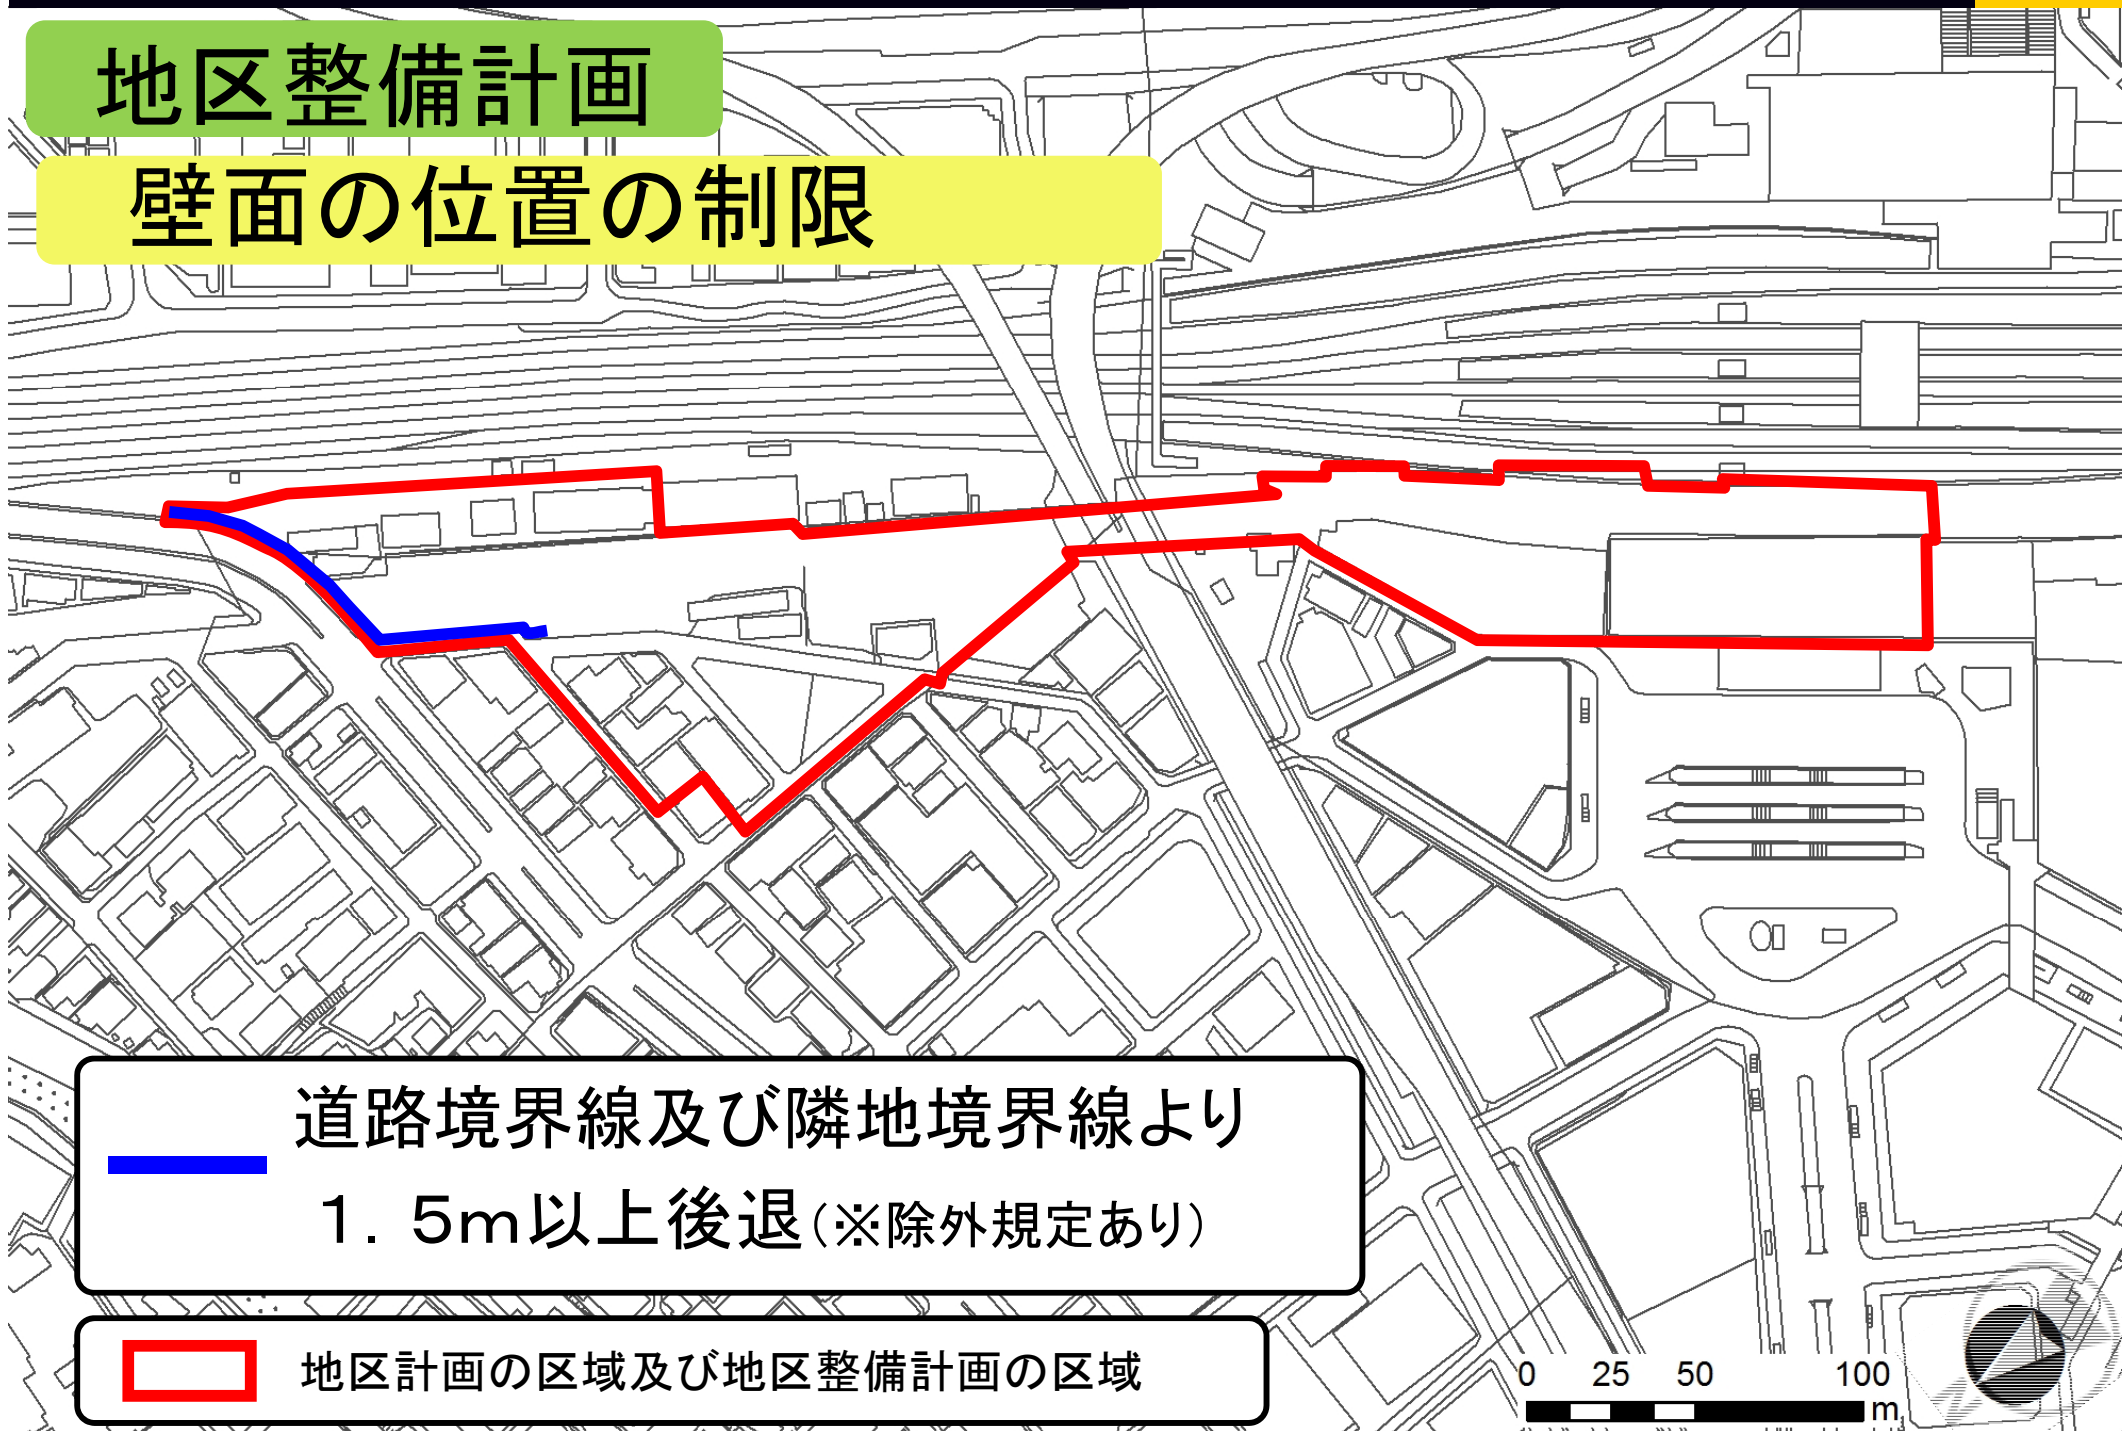 地区整備計画
壁面の位置の制限
道路境界線及び隣地境界線より
１．５ｍ以上後退(※除外規定あり)
地区計画の区域及び地区整備計画の区域
0 25 50 100
m